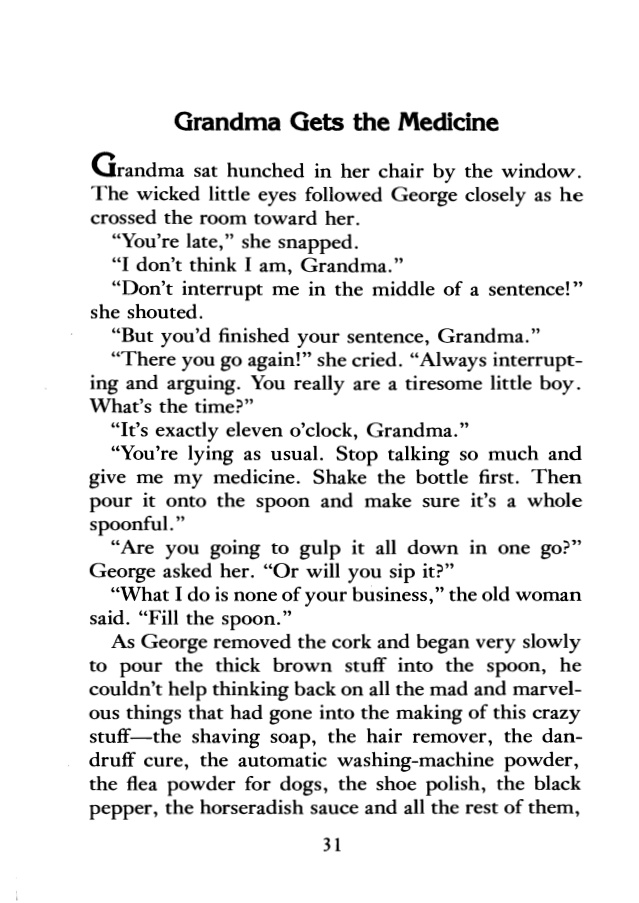 Grandma Gets the Medicine
Grandma sat hunched in her chair by the window.
The wicked little eyes followed George closely as he
crossed the room toward her.
“You're late,” she snapped.
“I don't think I am, Grandma.”
“Don't interrupt me in the middle of a sentence!”
she shouted.
“But you'd finished your sentence, Grandma.”
“There you go again!” she cried. “Always interrupt-
ing and arguing. You really are a tiresome little boy.
What's the time?”
“It's exactly eleven o'clock, Grandma.”
“You're lying as usual. Stop talking so much and
give me my medicine. Shake the bottle first. Then
pour it onto the spoon and make sure it's a whole
spoonful.”
“Are you going to gulp it all down in one go?”
George asked her. “Or will you sip it?”
“What I do is none of your business,” the old woman
said. “Fill the spoon.”
As George removed the cork and began very slowly
to pour the thick brown stuff into the spoon, he
couldn't help thinking back on all the mad and marvel-
ous things that had gone into the making of this crazy
stuff—the shaving soap, the hair remover, the dan-
druff cure, the automatic washing-machine powder,
the flea powder for dogs, the shoe polish, the black
pepper, the horseradish sauce and all the rest of them,
31